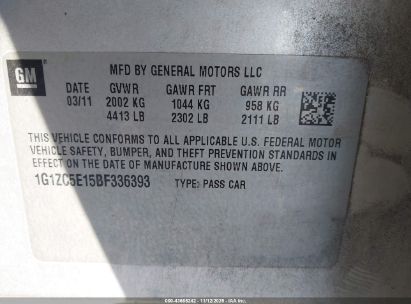 GM
MFD BY GENERAL MOTORS LLC
DATE GVWR GAWR FRT GAWR RR
03/11 2002 KG 1044 KG 958 KG
4413 LB 2302 LB 2111 LB
THIS VEHICLE CONFORMS TO ALL APPLICABLE U.S. FEDERAL MOTOR
VEHICLE SAFETY, BUMPER, AND THEFT PREVENTION STANDARDS IN
EFFECT ON THE DATE OF MANUFACTURE SHOWN ABOVE.
1G1ZC5E15BF336393 TYPE: PASS CAR